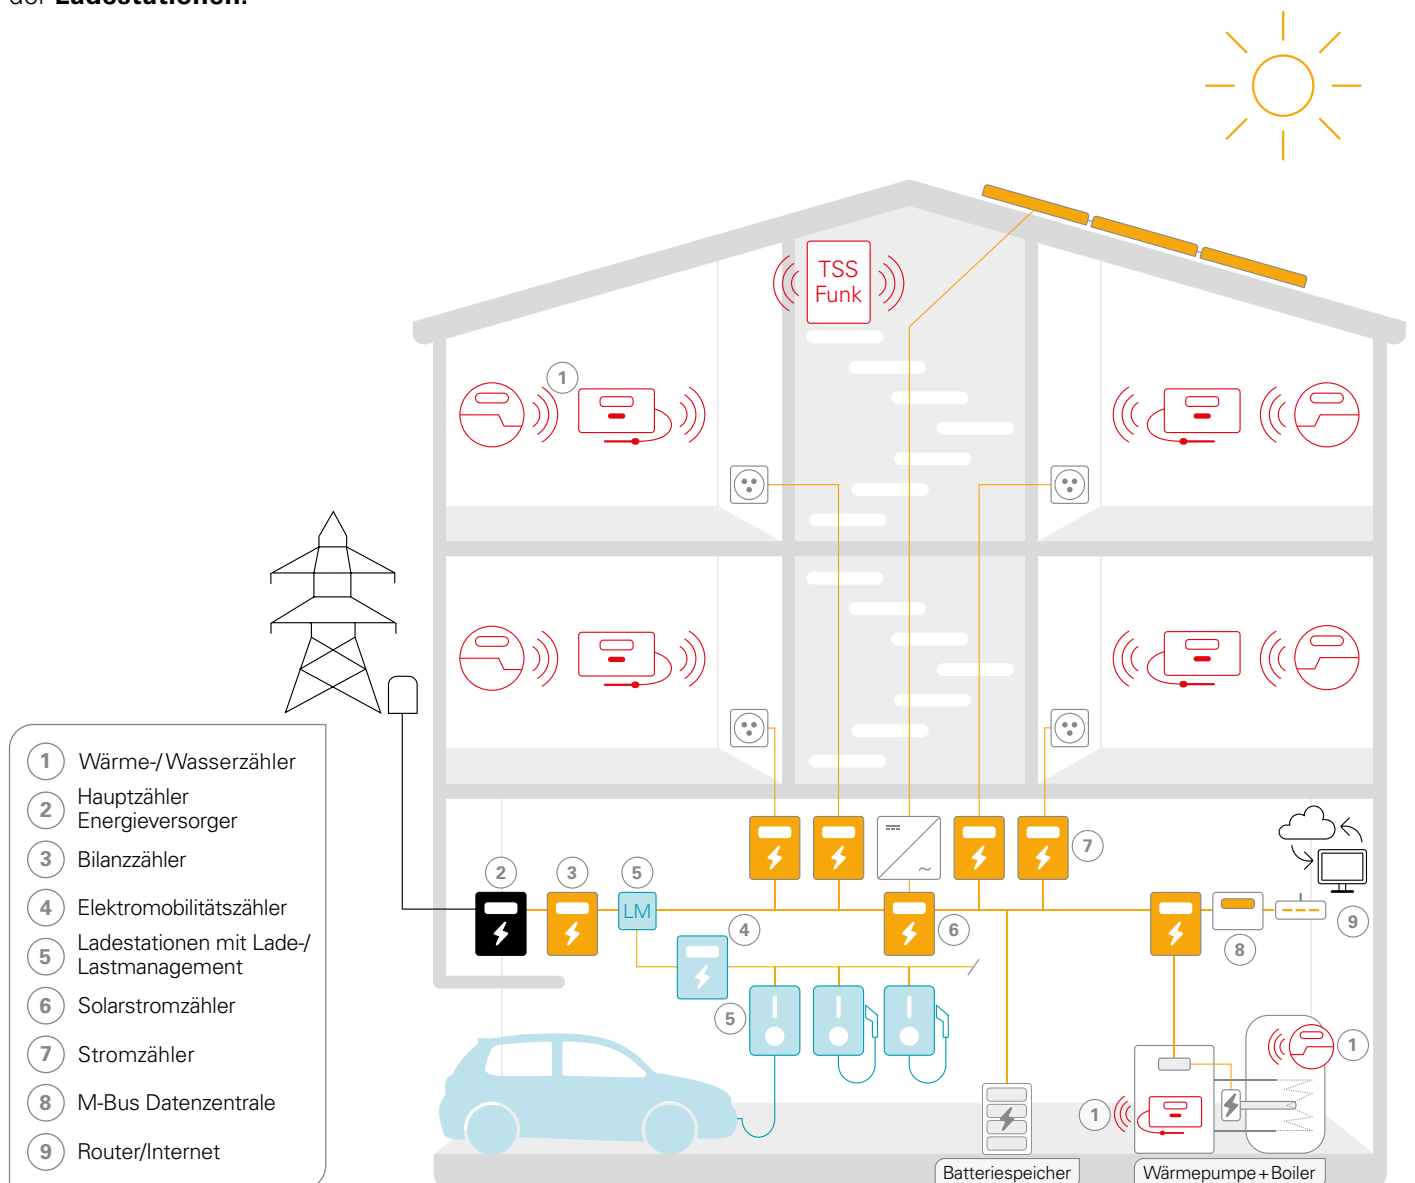 TSS
Funk
1
2
3
5
LM
4
5
6
7
8
9
1
1
Batteriespeicher
Wärmepumpe + Boiler
1 Wärme-/Wasserzähler
2 Hauptzähler
Energieversorger
3 Bilanzzähler
4 Elektromobilitätszähler
5 Ladestationen mit Lade-/
Lastmanagement
6 Solarstromzähler
7 Stromzähler
8 M-Bus Datenzentrale
9 Router/Internet